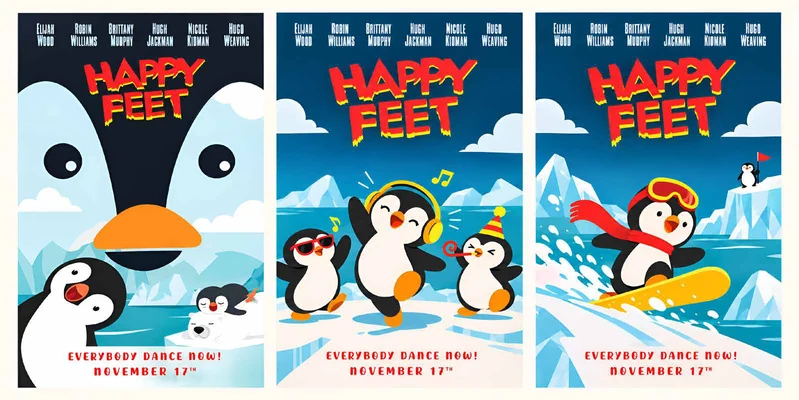 ELIJAH WOOD ROBIN WILLIAMS BRITTANY MURPHY HUGH JACKMAN NICOLE KIDMAN HUGO WEAVING
HAPPY
FEET
EVERYBODY DANCE NOW!
NOVEMBER 17TH
ELIJAH WOOD ROBIN WILLIAMS BRITTANY MURPHY HUGH JACKMAN NICOLE KIDMAN HUGO WEAVING
HAPPY
FEET
EVERYBODY DANCE NOW!
NOVEMBER 17TH
ELIJAH WOOD ROBIN WILLIAMS BRITTANY MURPHY HUGH JACKMAN NICOLE KIDMAN HUGO WEAVING
HAPPY
FEET
EVERYBODY DANCE NOW!
NOVEMBER 17TH